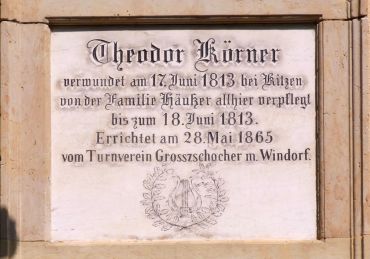 Theodor Körner
verwundet am 17. Juni 1813 bei Kitzen
von der Familie Häußer allhier verpflegt
bis zum 18. Juni 1813.
Errichtet am 28. Mai 1865
vom Turnverein Grosszschocher m. Windorf.